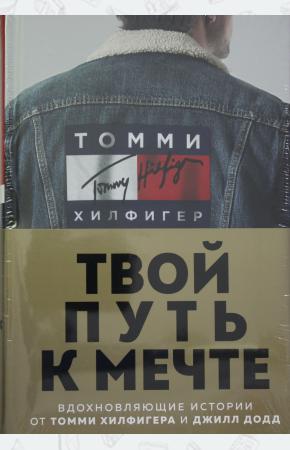 ТОММИ
Tommy Hilfiger
ХИЛФИГЕР
ТВОЙ
ПУТЬ
К МЕЧТЕ
ВДОХНОВЛЯЮЩИЕ ИСТОРИИ
ОТ ТОММИ ХИЛФИГЕРА И ДЖИЛЛ ДОДД